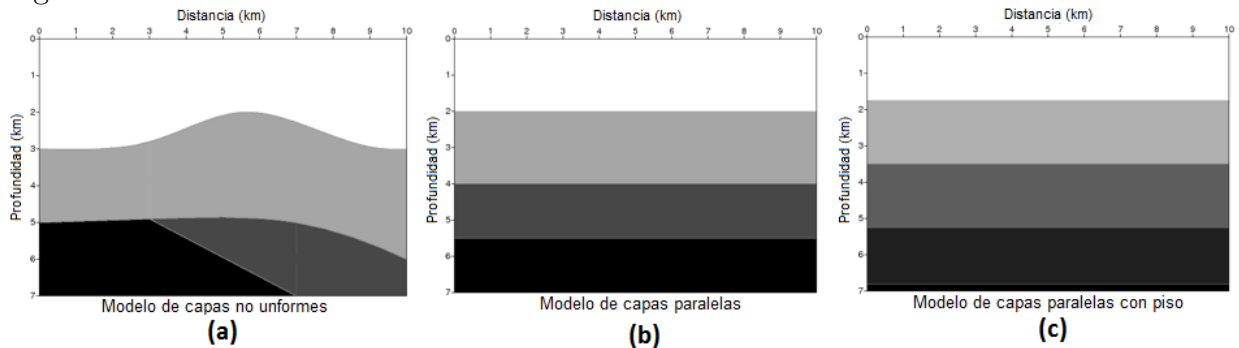 Distancia (km)
0 2 3 5 6 7 8 10
Profundidad (km)
0
1
2
3
4
5
6
7
Modelo de capas no unformes
(a)
Distancia (km)
0 1 2 3 4 5 6 7 8 9 10
Profundidad (km)
0
1
2
3
4
5
6
7
Modelo de capas paralelas
(b)
Distancia (km)
0 1 2 3 4 5 6 7 8 9 10
Profundidad (km)
0
1
2
3
4
5
6
7
Modelo de capas paralelas con piso
(c)